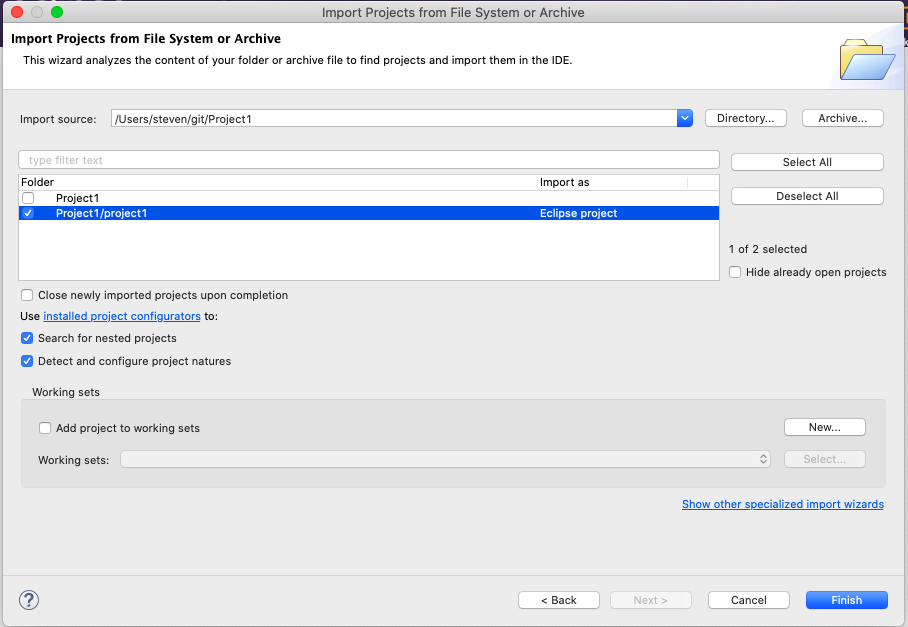 Import Projects from File System or Archive
Import Projects from File System or Archive
This wizard analyzes the content of your folder or archive file to find projects and import them in the IDE.
Import source: /Users/steven/git/Project1 Directory... Archive...
type filter text
Select All
Folder Import as
Project1
Deselect All
Project1/project1 Eclipse project
1 of 2 selected
Hide already open projects
Close newly imported projects upon completion
Use installed project configurators to:
Search for nested projects
Detect and configure project natures
Working sets
Add project to working sets New...
Working sets: Select...
Show other specialized import wizards
? < Back Next > Cancel Finish